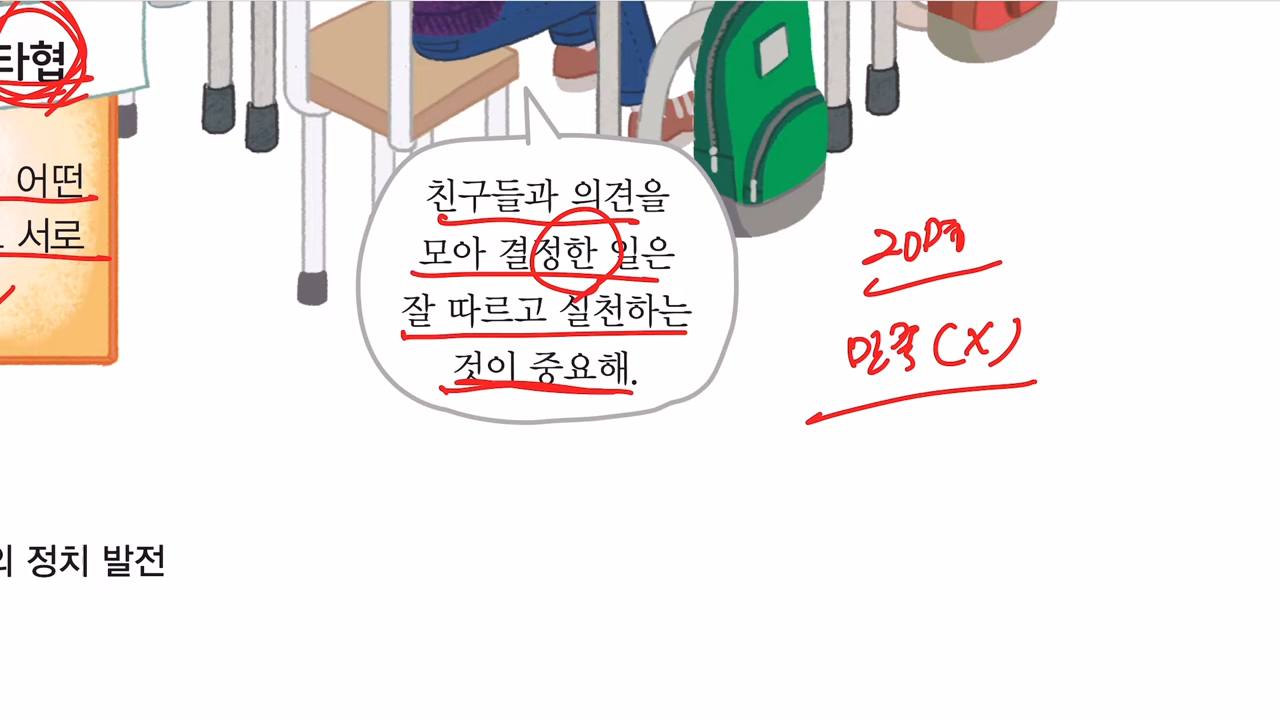 타협
어떤
서로
친구들과 의견을
모아 결정한 일은
잘 따르고 실천하는
것이 중요해.
20명
만족(X)
의 정치 발전